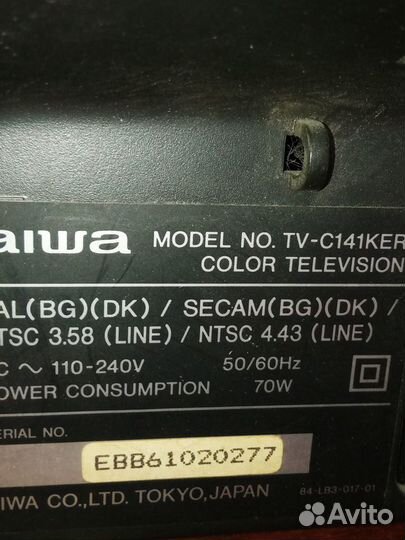 aiwa MODEL NO. TV-C141KER
COLOR TELEVISION
AL(BG)(DK) / SECAM(BG)(DK) /
TSC 3.58 (LINE) / NTSC 4.43 (LINE)
C ~ 110-240V 50/60Hz
OWER CONSUMPTION 70W
ERIAL NO.
EBB61020277
IWA CO.,LTD. TOKYO,JAPAN 84-LB3-017-01
Avito